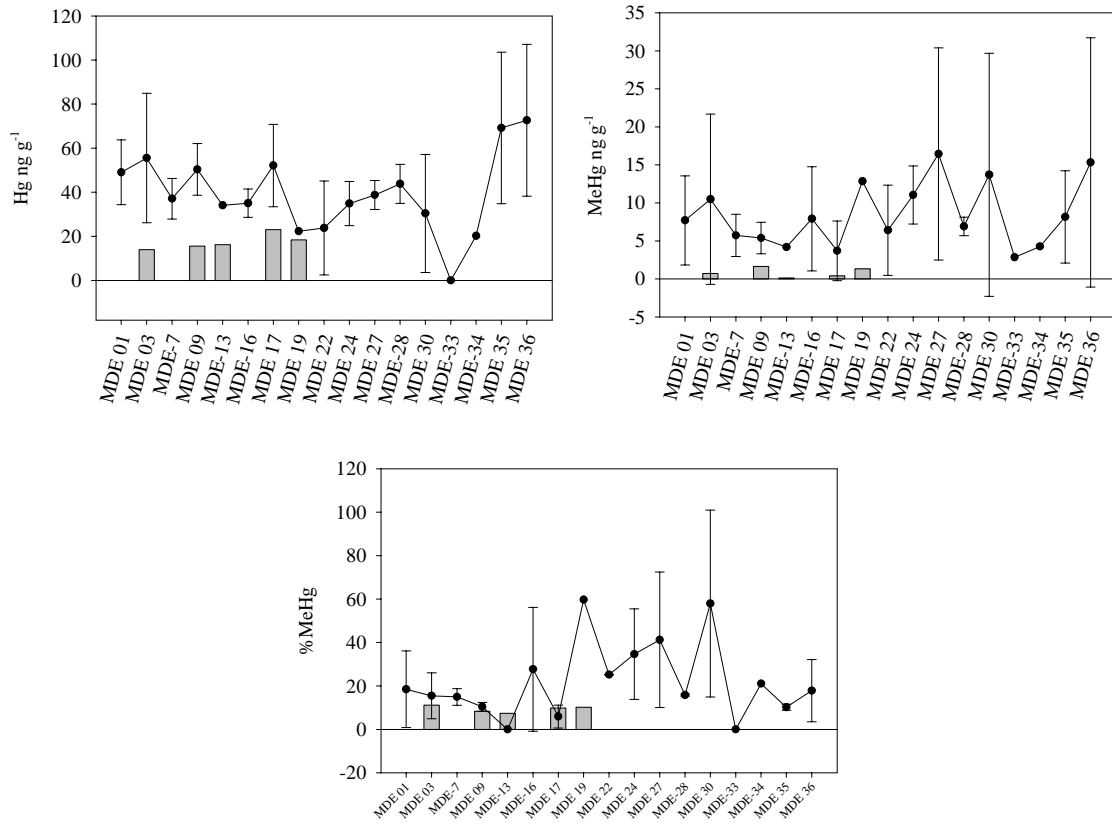 120
100
80
60
40
20
0
Hg ng g⁻¹
MDE 01
MDE 03
MDE-7
MDE 09
MDE-13
MDE-16
MDE 17
MDE 19
MDE 22
MDE 24
MDE 27
MDE-28
MDE 30
MDE-33
MDE-34
MDE 35
MDE 36
35
30
25
20
15
10
5
0
-5
MeHg ng g⁻¹
MDE 01
MDE 03
MDE-7
MDE 09
MDE-13
MDE-16
MDE 17
MDE 19
MDE 22
MDE 24
MDE 27
MDE-28
MDE 30
MDE-33
MDE-34
MDE 35
MDE 36
120
100
80
60
40
20
0
-20
%MeHg
MDE 01
MDE 03
MDE-7
MDE 09
MDE-13
MDE-16
MDE 17
MDE 19
MDE 22
MDE 24
MDE 27
MDE-28
MDE 30
MDE-33
MDE-34
MDE 35
MDE 36